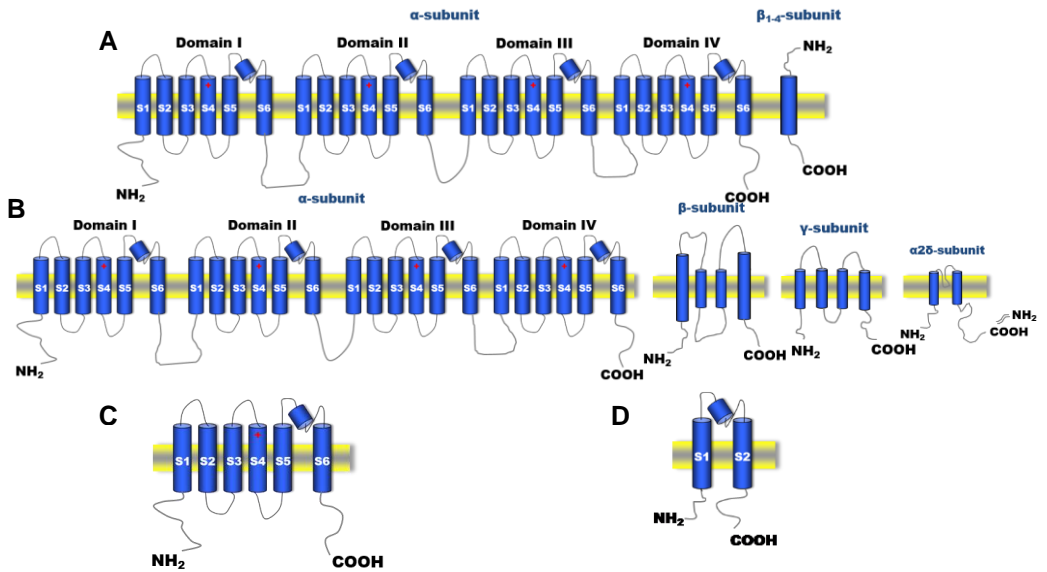 α-subunit
β₁₋₄-subunit
A
Domain I Domain II Domain III Domain IV
NH₂
S1 S2 S3 S4 S5 S6 S1 S2 S3 S4 S5 S6 S1 S2 S3 S4 S5 S6 S1 S2 S3 S4 S5 S6
+ + + +
NH₂
COOH
COOH
B
α-subunit
β-subunit
γ-subunit
α2δ-subunit
Domain I Domain II Domain III Domain IV
+ + + +
S1 S2 S3 S4 S5 S6 S1 S2 S3 S4 S5 S6 S1 S2 S3 S4 S5 S6 S1 S2 S3 S4 S5 S6
NH₂
COOH
NH₂
COOH
NH₂
COOH
NH₂
NH₂
COOH
C
+
S1 S2 S3 S4 S5 S6
NH₂
COOH
D
S1 S2
NH₂
COOH